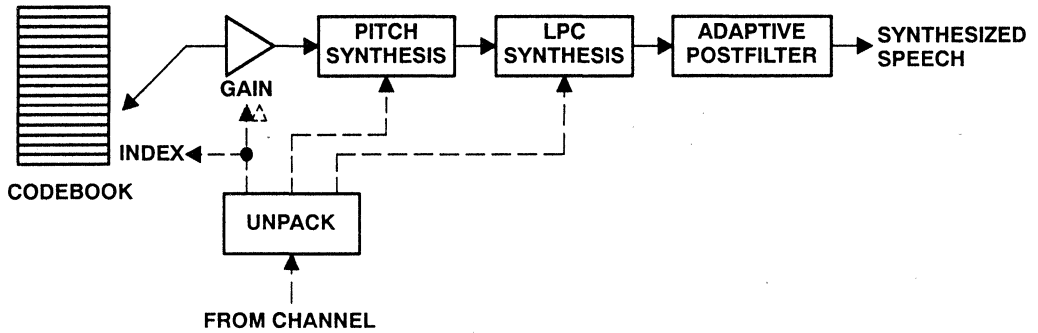 PITCH
SYNTHESIS
LPC
SYNTHESIS
ADAPTIVE
POSTFILTER
SYNTHESIZED
SPEECH
GAIN
INDEX
CODEBOOK
UNPACK
FROM CHANNEL